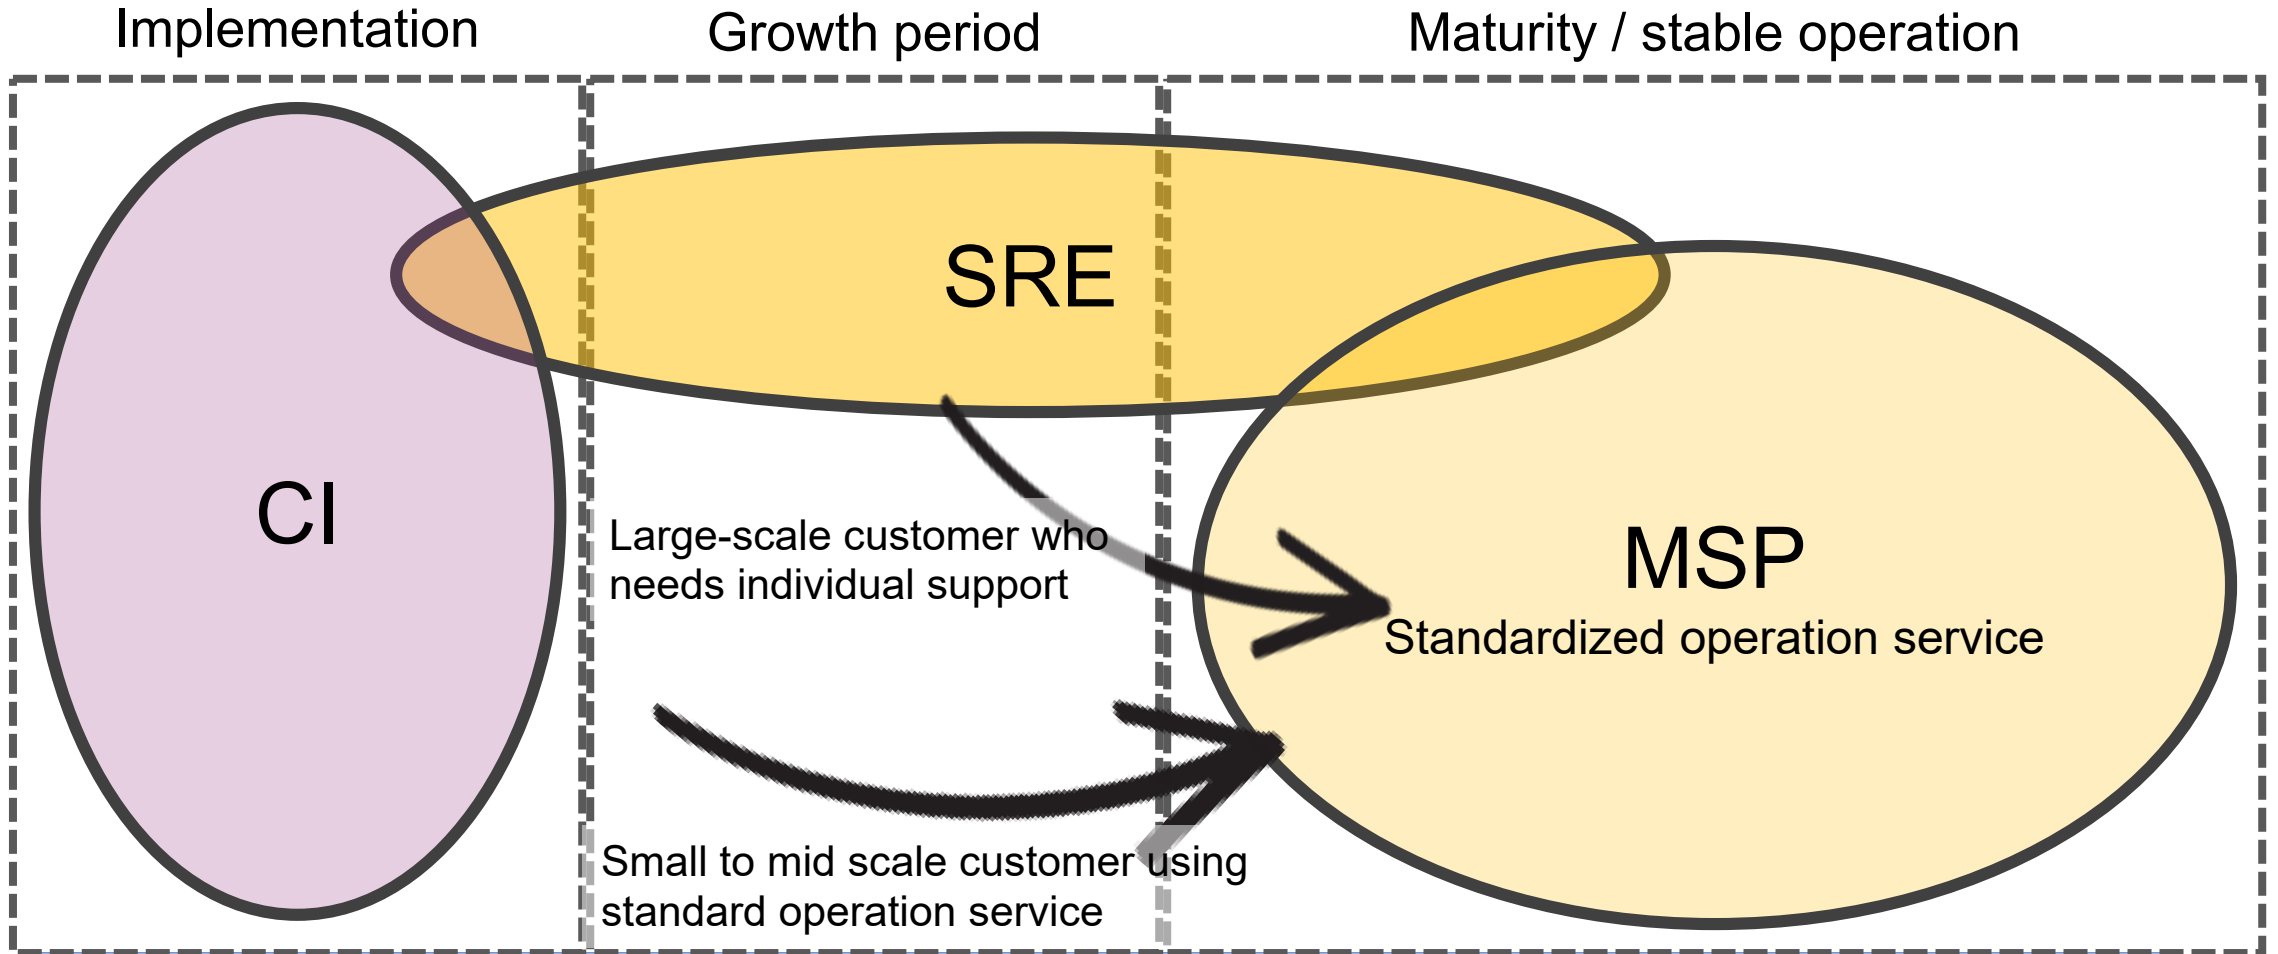 Implementation
Growth period
Maturity / stable operation
SRE
CI
Large-scale customer who
needs individual support
MSP
Standardized operation service
Small to mid scale customer using
standard operation service